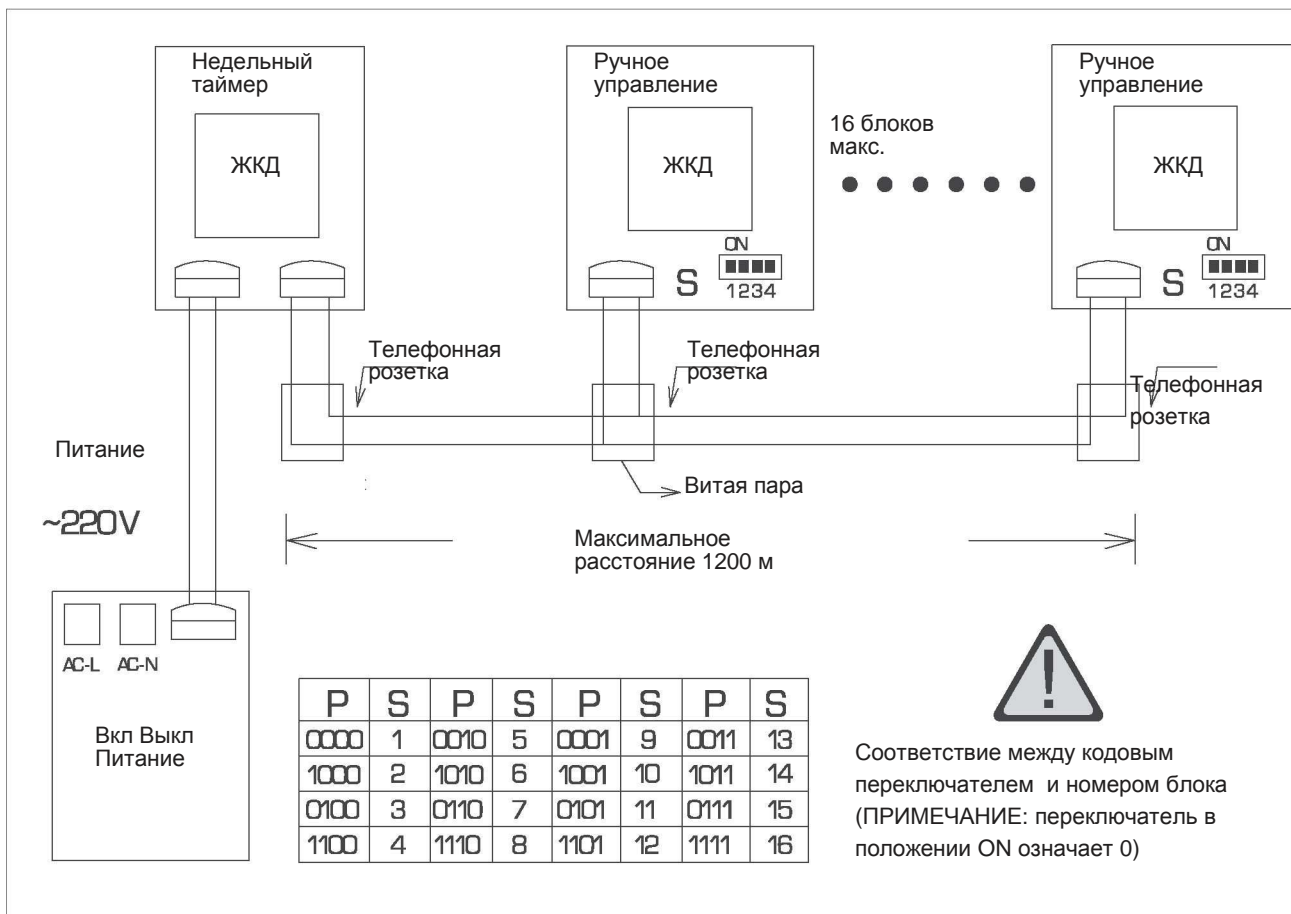 Недельный
таймер
ЖКД
Ручное
управление
ЖКД
ON
S
1234
16 блоков
макс.
Ручное
управление
ЖКД
ON
S
1234
Телефонная
розетка
Телефонная
розетка
Телефонная
розетка
Питание
~220V
Витая пара
Максимальное
расстояние 1200 м
AC-L AC-N
Вкл Выкл
Питание
P S P S P S P S
0000 1 0010 5 0001 9 0011 13
1000 2 1010 6 1001 10 1011 14
0100 3 0110 7 0101 11 0111 15
1100 4 1110 8 1101 12 1111 16
!
Соответствие между кодовым
переключателем и номером блока
(ПРИМЕЧАНИЕ: переключатель в
положении ON означает 0)